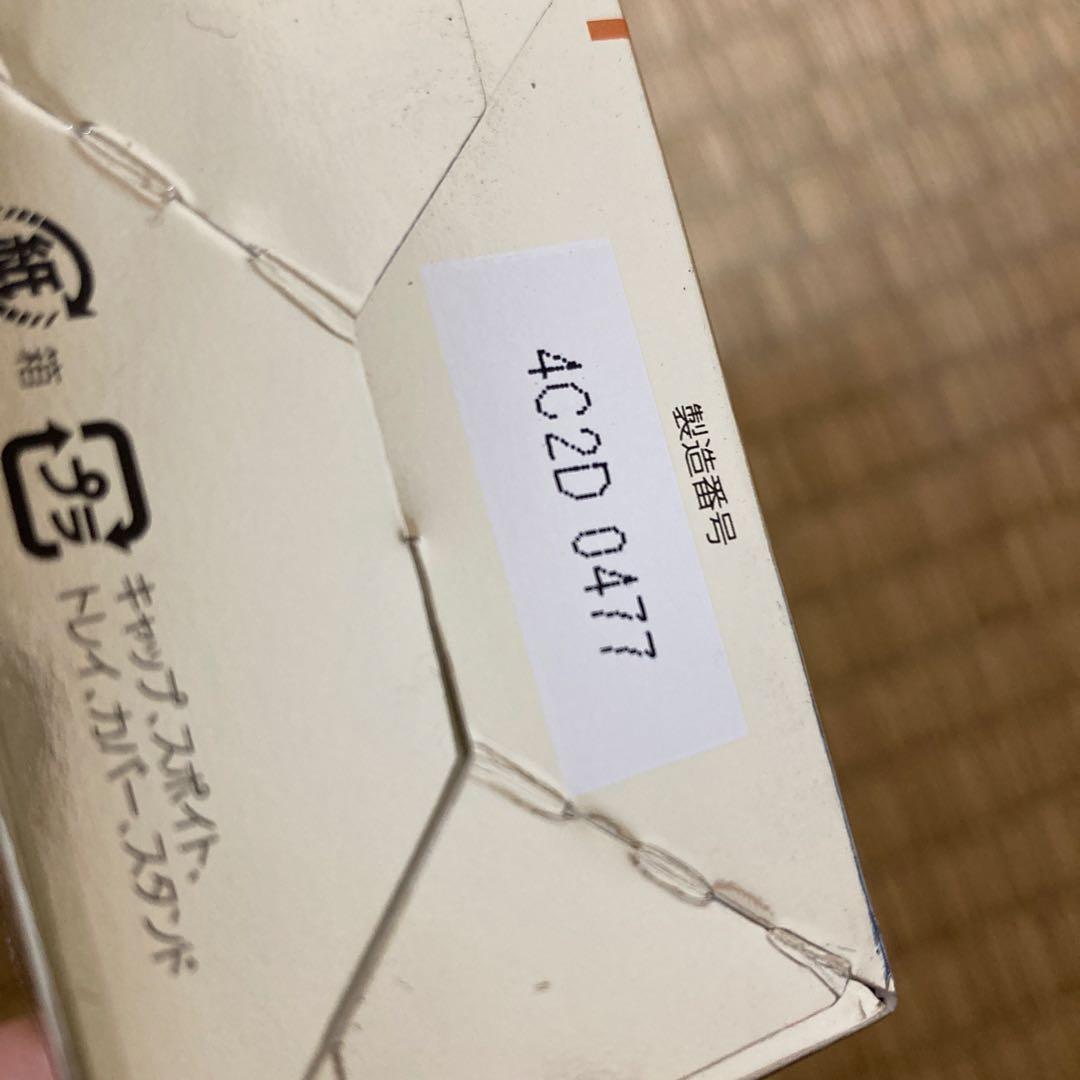 製造番号
4C2D 0477
紙
箱
プラ
キャップ、スポイト、
トレイ、カバー、スタンド